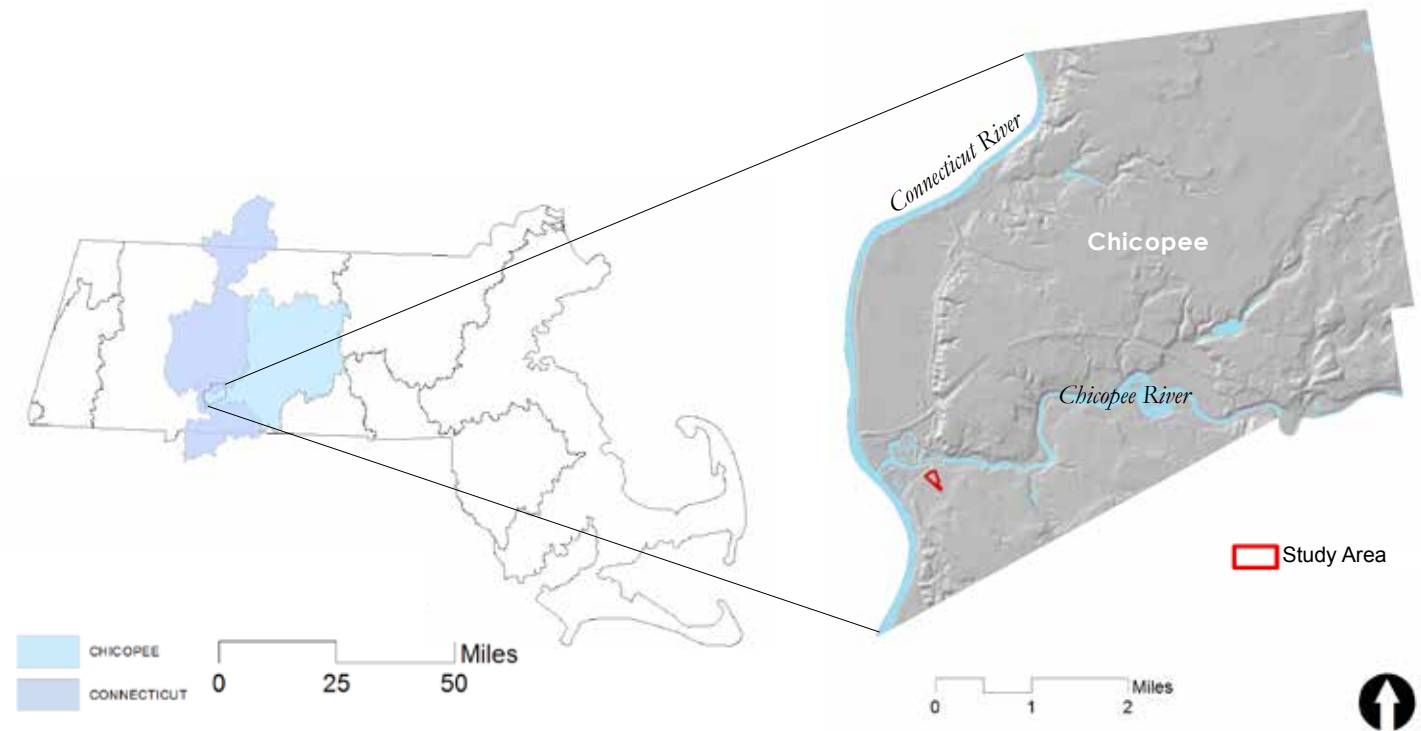 Connecticut River
Chicopee
Chicopee River
Study Area
CHICOPEE
CONNECTICUT
Miles
0 25 50
Miles
0 1 2